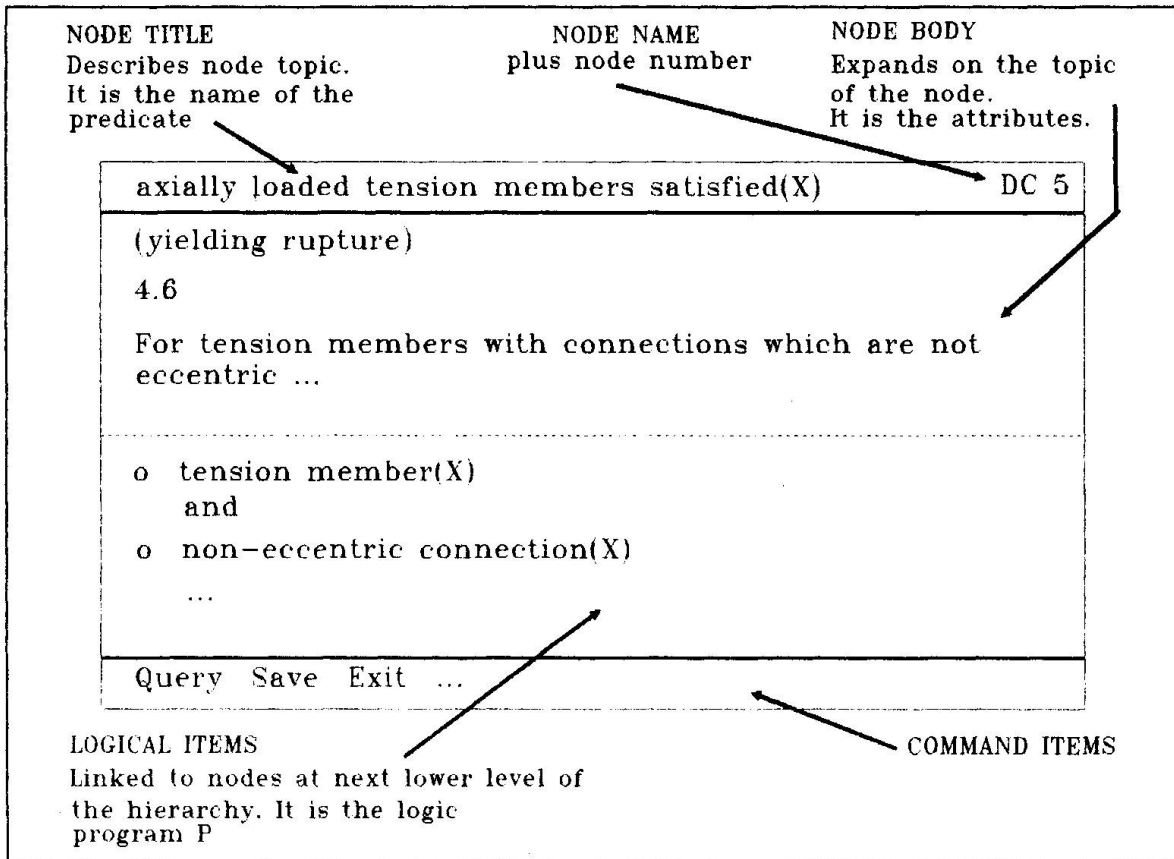 NODE TITLE
Describes node topic.
It is the name of the
predicate
NODE NAME
plus node number
NODE BODY
Expands on the topic
of the node.
It is the attributes.
axially loaded tension members satisfied(X) DC 5
(yielding rupture)
4.6
For tension members with connections which are not
eccentric ...
o tension member(X)
and
o non-eccentric connection(X)
...
Query Save Exit ...
LOGICAL ITEMS
Linked to nodes at next lower level of
the hierarchy. It is the logic
program P
COMMAND ITEMS